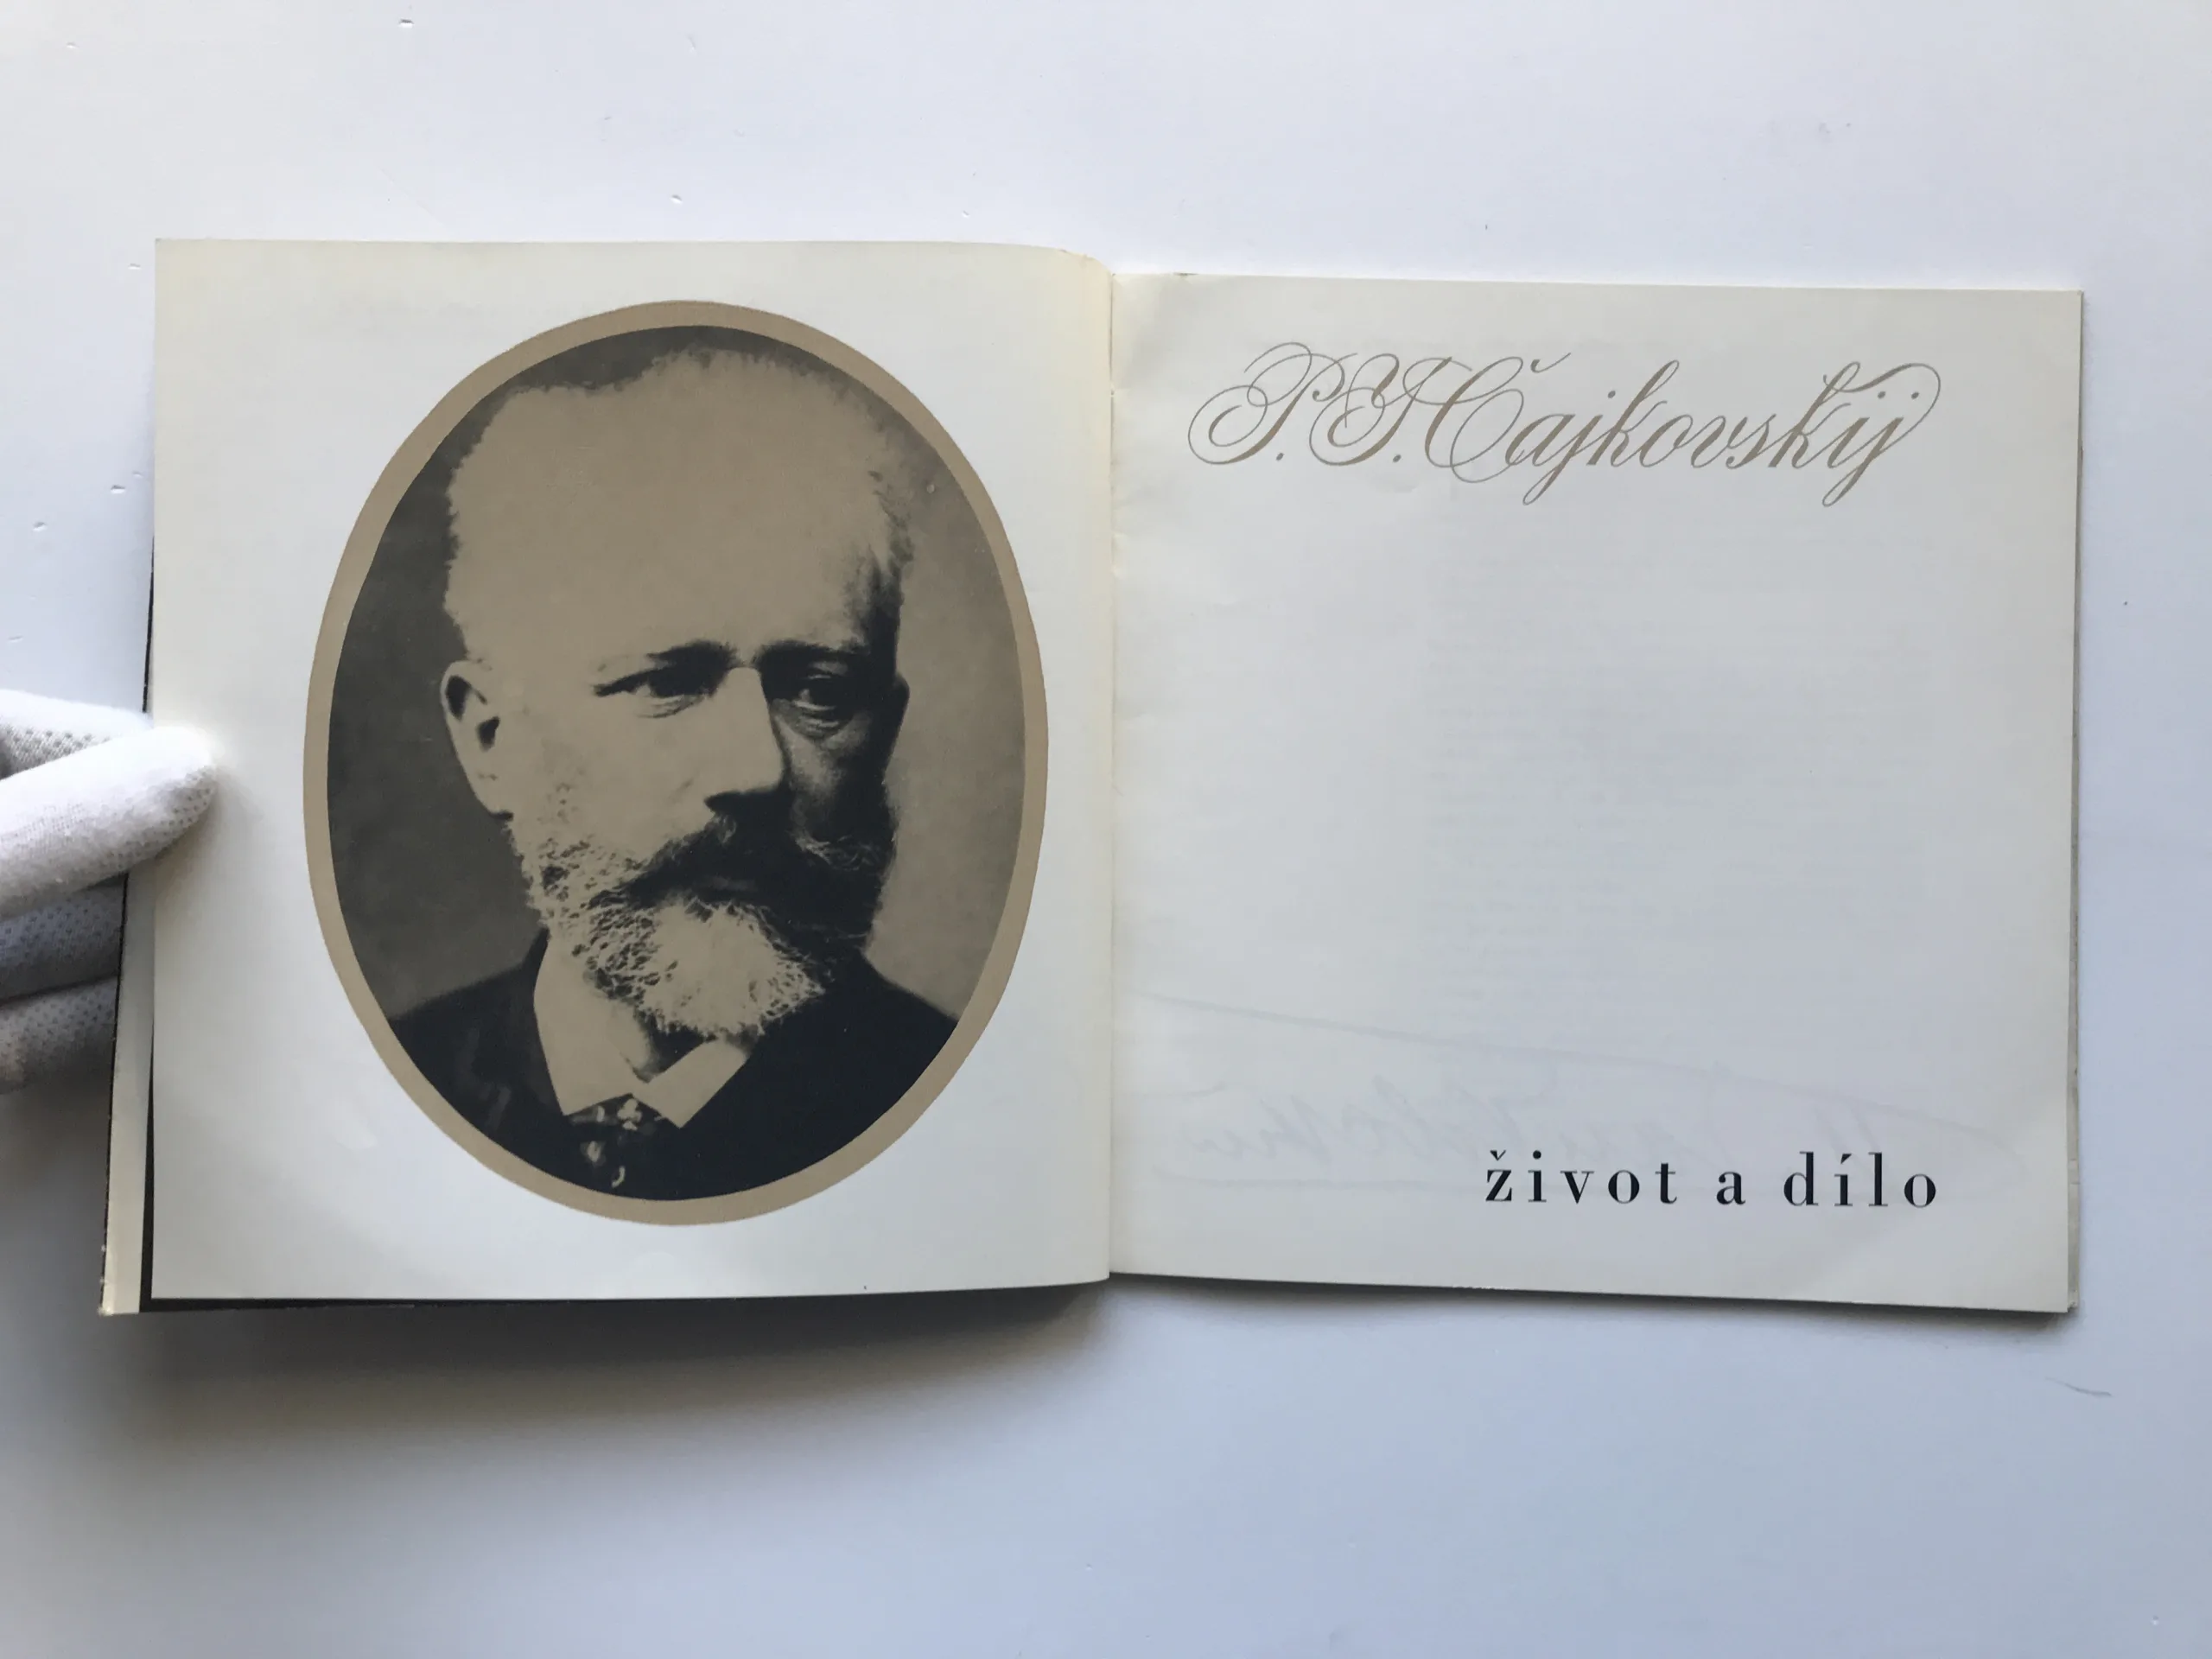 P. I. Čajkovskij
život a dílo